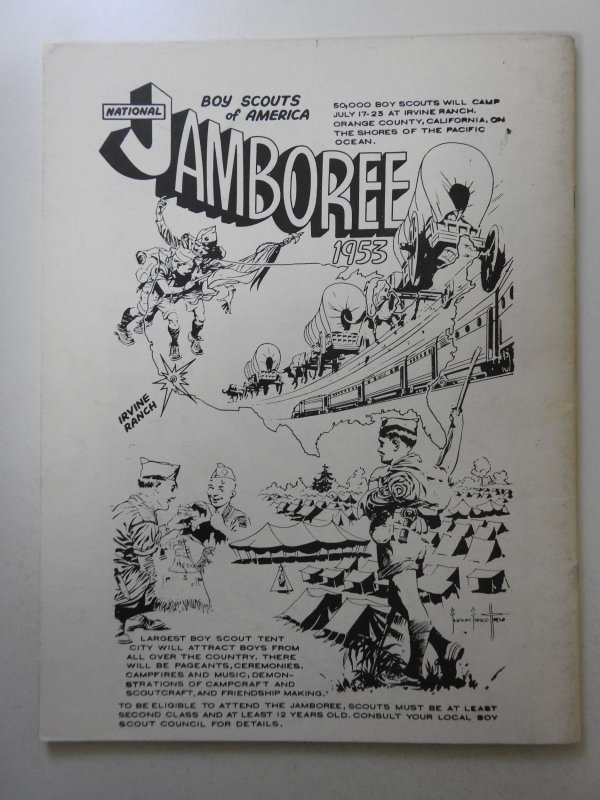 NATIONAL
BOY SCOUTS
of AMERICA
JAMBOREE
1953
50,000 BOY SCOUTS WILL CAMP
JULY 17-23 AT IRVINE RANCH,
ORANGE COUNTY, CALIFORNIA, ON
THE SHORES OF THE PACIFIC
OCEAN.
IRVINE
RANCH
LARGEST BOY SCOUT TENT
CITY WILL ATTRACT BOYS FROM
ALL OVER THE COUNTRY. THERE
WILL BE PAGEANTS, CEREMONIES,
CAMPFIRES AND MUSIC, DEMON-
STRATIONS OF CAMPCRAFT AND
SCOUTCRAFT, AND FRIENDSHIP MAKING.
TO BE ELIGIBLE TO ATTEND THE JAMBOREE, SCOUTS MUST BE AT LEAST
SECOND CLASS AND AT LEAST 12 YEARS OLD. CONSULT YOUR LOCAL BOY
SCOUT COUNCIL FOR DETAILS.